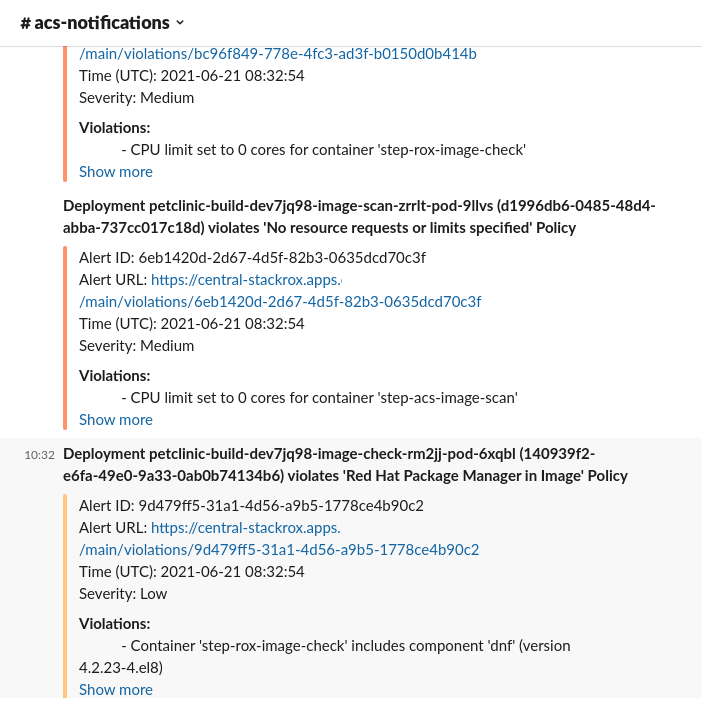 # acs-notifications
/main/violations/bc96f849-778e-4fc3-ad3f-b0150d0b414b
Time (UTC): 2021-06-21 08:32:54
Severity: Medium
Violations:
- CPU limit set to 0 cores for container 'step-rox-image-check'
Show more
Deployment petclinic-build-dev7jq98-image-scan-zrrlt-pod-9llvs (d1996db6-0485-48d4-
abba-737cc017c18d) violates 'No resource requests or limits specified' Policy
Alert ID: 6eb1420d-2d67-4d5f-82b3-0635dcd70c3f
Alert URL: https://central-stackrox.apps.
/main/violations/6eb1420d-2d67-4d5f-82b3-0635dcd70c3f
Time (UTC): 2021-06-21 08:32:54
Severity: Medium
Violations:
- CPU limit set to 0 cores for container 'step-acs-image-scan'
Show more
10:32 Deployment petclinic-build-dev7jq98-image-check-rm2jj-pod-6xqbl (140939f2-
e6fa-49e0-9a33-0ab0b74134b6) violates 'Red Hat Package Manager in Image' Policy
Alert ID: 9d479ff5-31a1-4d56-a9b5-1778ce4b90c2
Alert URL: https://central-stackrox.apps.
/main/violations/9d479ff5-31a1-4d56-a9b5-1778ce4b90c2
Time (UTC): 2021-06-21 08:32:54
Severity: Low
Violations:
- Container 'step-rox-image-check' includes component 'dnf' (version
4.2.23-4.el8)
Show more